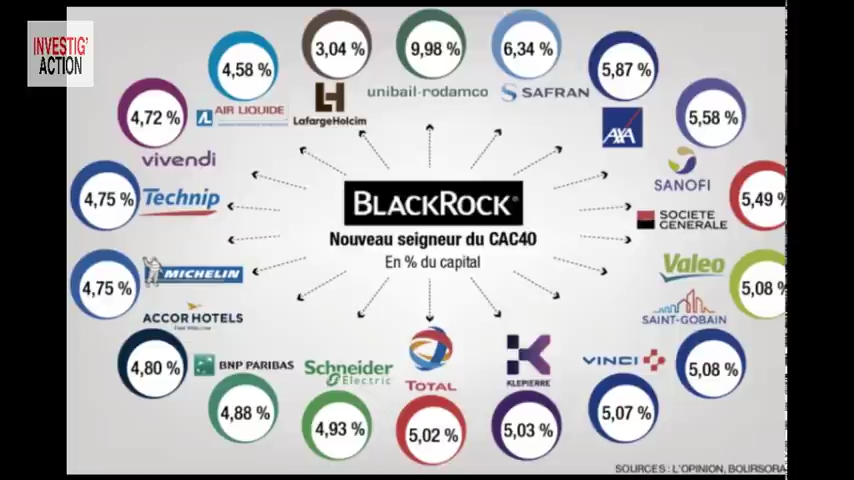 INVESTIG'
ACTION
4,72 %
vivendi
4,58 %
AIR LIQUIDE
3,04 %
LafargeHolcim
9,98 %
unibail-rodamco
6,34 %
SAFRAN
5,87 %
AXA
5,58 %
SANOFI
4,75 %
Technip
BLACKROCK
Nouveau seigneur du CAC40
En % du capital
SOCIETE
GENERALE
5,49 %
4,75 %
MICHELIN
Valeo
5,08 %
ACCOR HOTELS
4,80 %
BNP PARIBAS
4,88 %
Schneider
Electric
4,93 %
TOTAL
5,02 %
KLEPIERRE
5,03 %
VINCI
5,07 %
SAINT-GOBAIN
5,08 %
SOURCES : L'OPINION, BOURSORA